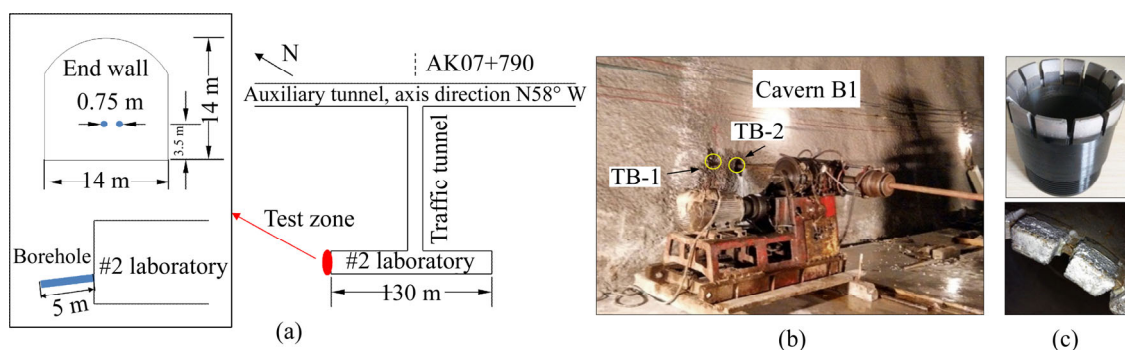 End wall
0.75 m
14 m
3.5 m
14 m
Borehole
#2 laboratory
5 m
N
AK07+790
Auxiliary tunnel, axis direction N58° W
Traffic tunnel
Test zone
#2 laboratory
130 m
(a)
Cavern B1
TB-2
TB-1
(b)
(c)